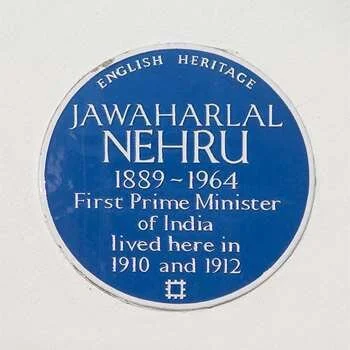 ENGLISH HERITAGE
JAWAHARLAL
NEHRU
1889~1964
First Prime Minister
of India
lived here in
1910 and 1912